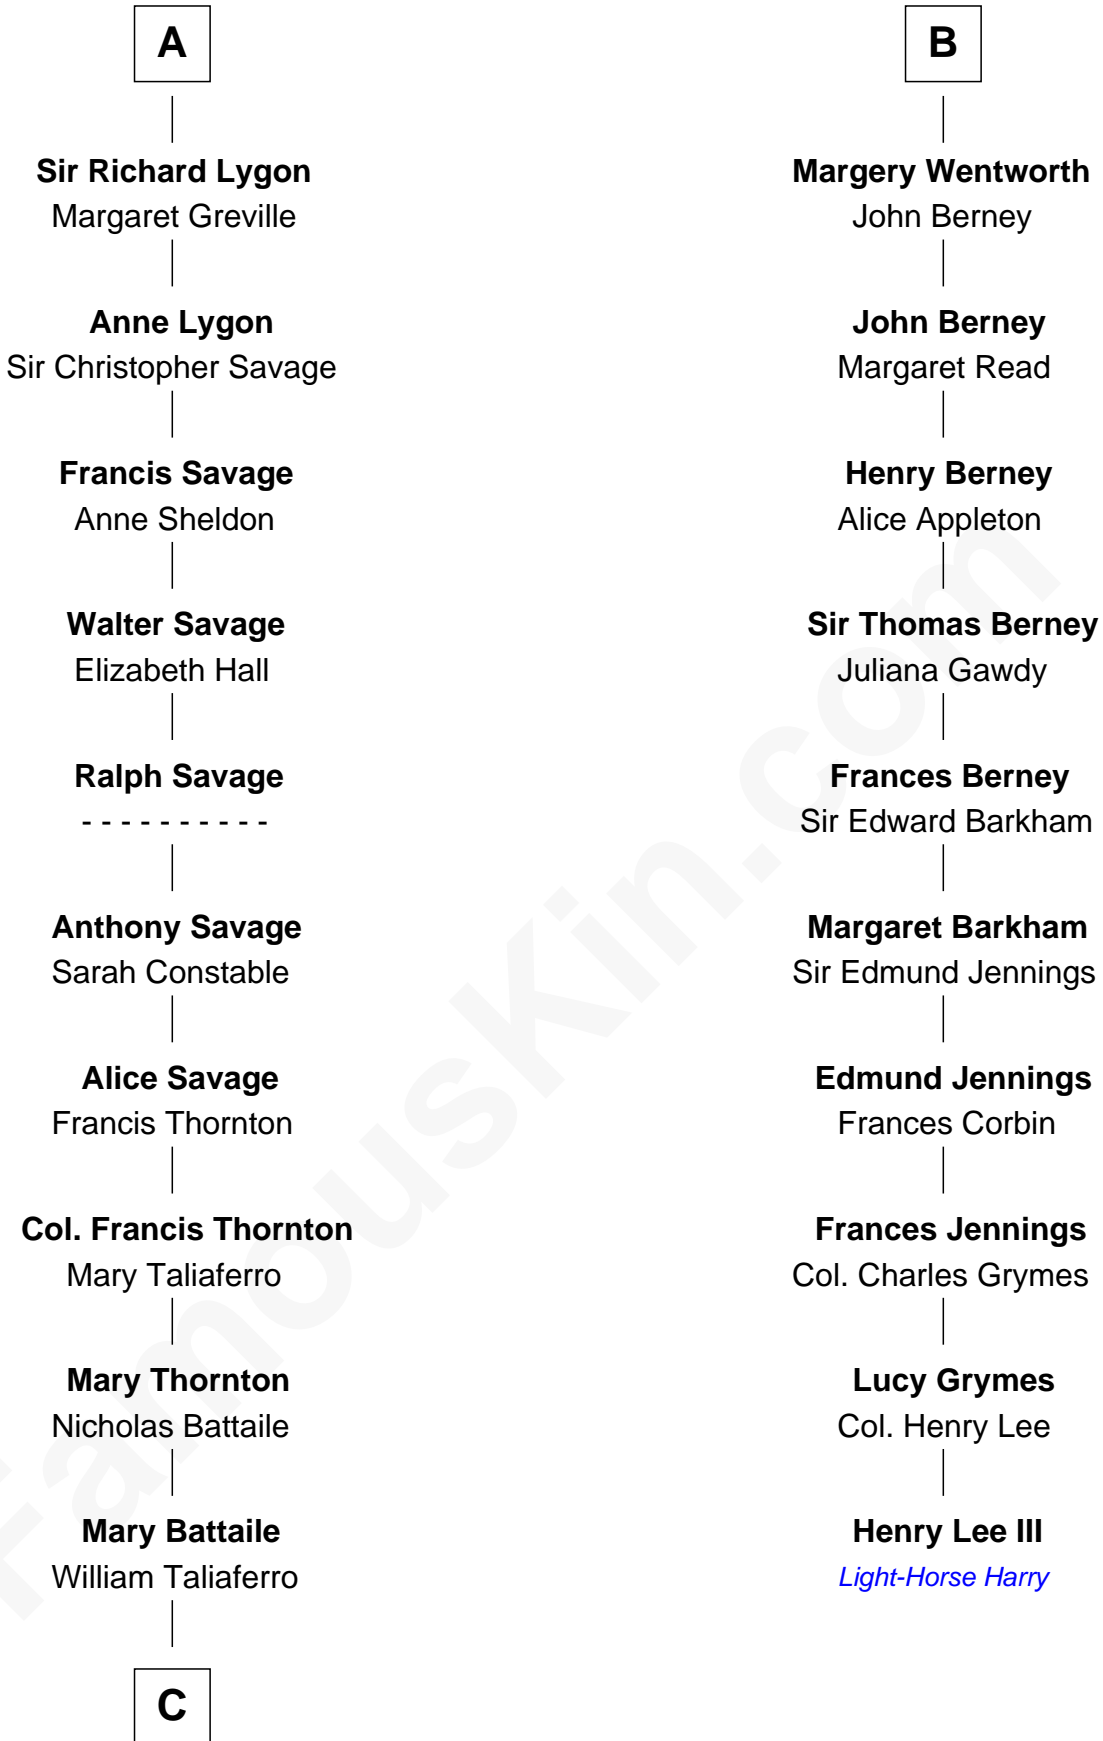 A
Sir Richard Lygon
Margaret Greville
Anne Lygon
Sir Christopher Savage
Francis Savage
Anne Sheldon
Walter Savage
Elizabeth Hall
Ralph Savage
- - - - - - - - - -
Anthony Savage
Sarah Constable
Alice Savage
Francis Thornton
Col. Francis Thornton
Mary Taliaferro
Mary Thornton
Nicholas Battaile
Mary Battaile
William Taliaferro
C
B
Margery Wentworth
John Berney
John Berney
Margaret Read
Henry Berney
Alice Appleton
Sir Thomas Berney
Juliana Gawdy
Frances Berney
Sir Edward Barkham
Margaret Barkham
Sir Edmund Jennings
Edmund Jennings
Frances Corbin
Frances Jennings
Col. Charles Grymes
Lucy Grymes
Col. Henry Lee
Henry Lee III
Light-Horse Harry
FamousKin.com